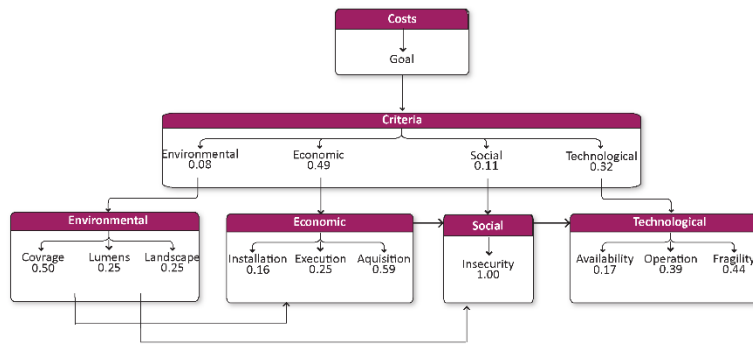 Costs
Goal
Criteria
Environmental Economic Social Technological
0.08 0.49 0.11 0.32
Environmental Economic Social Technological
Covrage Lumens Landscape Installation Execution Aquisition Insecurity Availability Operation Fragility
0.50 0.25 0.25 0.16 0.25 0.59 1.00 0.17 0.39 0.44